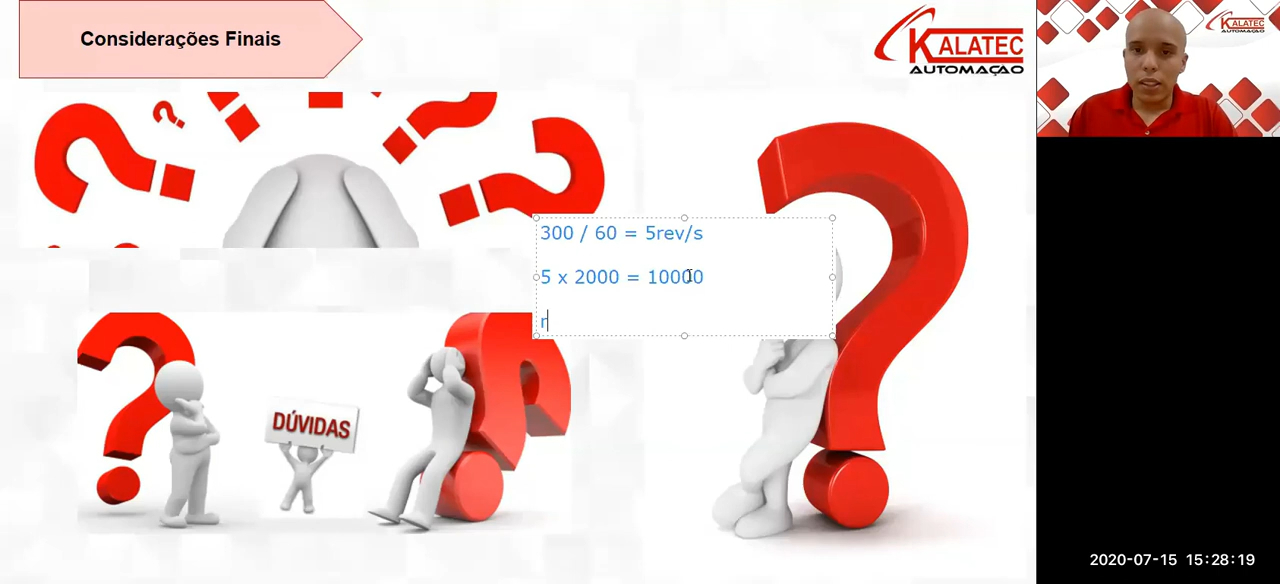 Considerações Finais
KALATEC
AUTOMAÇÃO
KALATEC
AUTOMAÇÃO
300 / 60 = 5rev/s
5 x 2000 = 10000
r
DÚVIDAS
2020-07-15 15:28:19